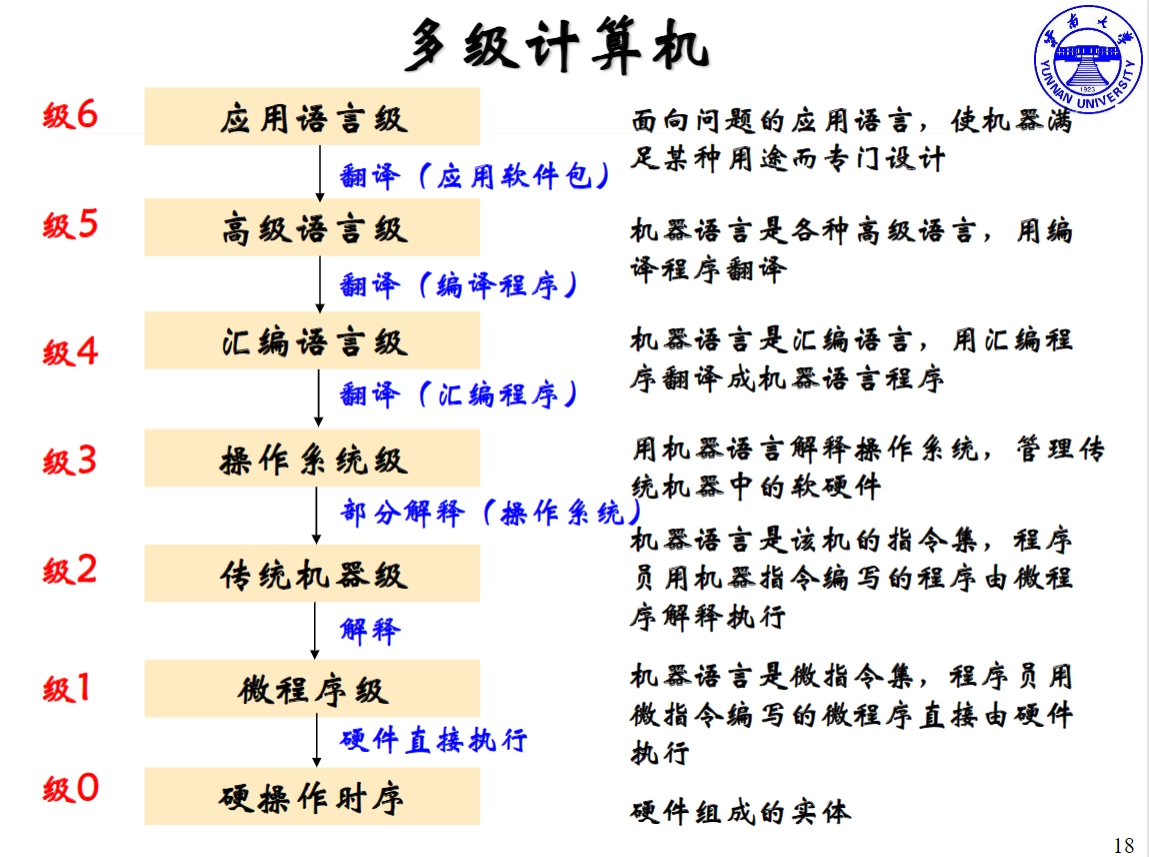 多级计算机
雲南大學
YUNNAN UNIVERSITY
1923
级6
应用语言级
面向问题的应用语言，使机器满
足某种用途而专门设计
翻译（应用软件包）
级5
高级语言级
机器语言是各种高级语言，用编
译程序翻译
翻译（编译程序）
级4
汇编语言级
机器语言是汇编语言，用汇编程
序翻译成机器语言程序
翻译（汇编程序）
级3
操作系统级
用机器语言解释操作系统，管理传
统机器中的软硬件
部分解释（操作系统）
级2
传统机器级
机器语言是该机的指令集，程序
员用机器指令编写的程序由微程
序解释执行
解释
级1
微程序级
机器语言是微指令集，程序员用
微指令编写的微程序直接由硬件
执行
硬件直接执行
级0
硬操作时序
硬件组成的实体
18